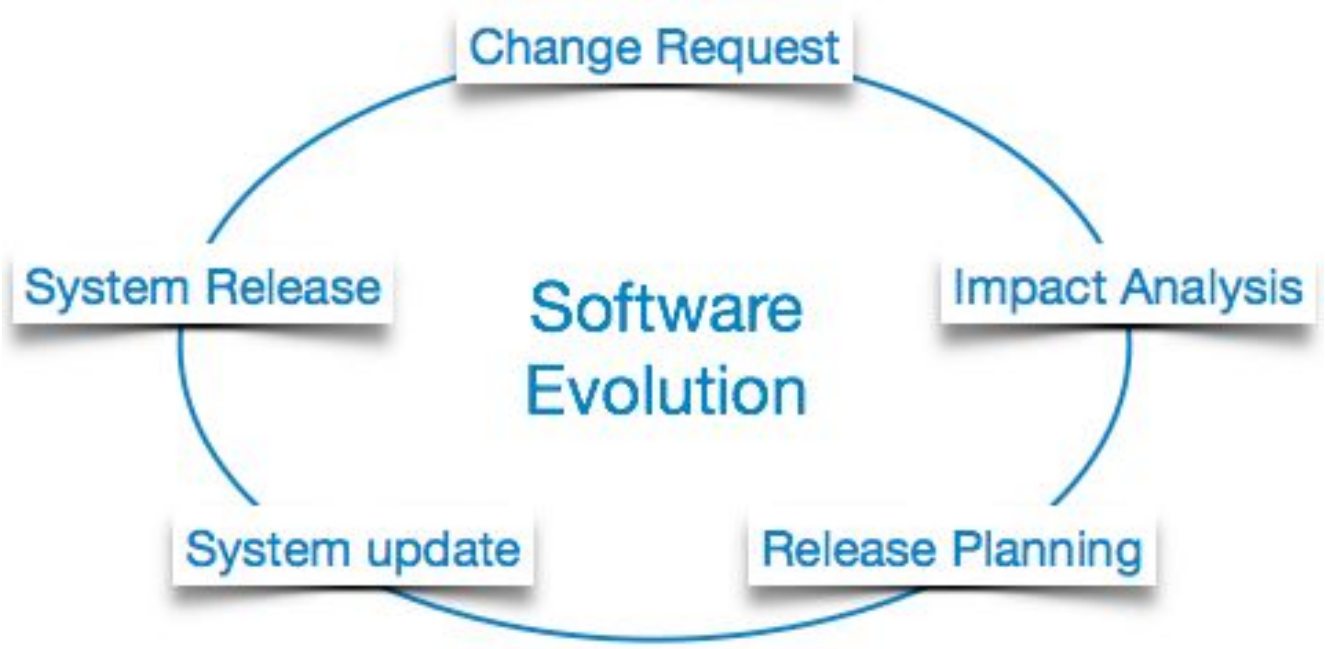 Change Request
System Release
Software
Evolution
Impact Analysis
System update
Release Planning